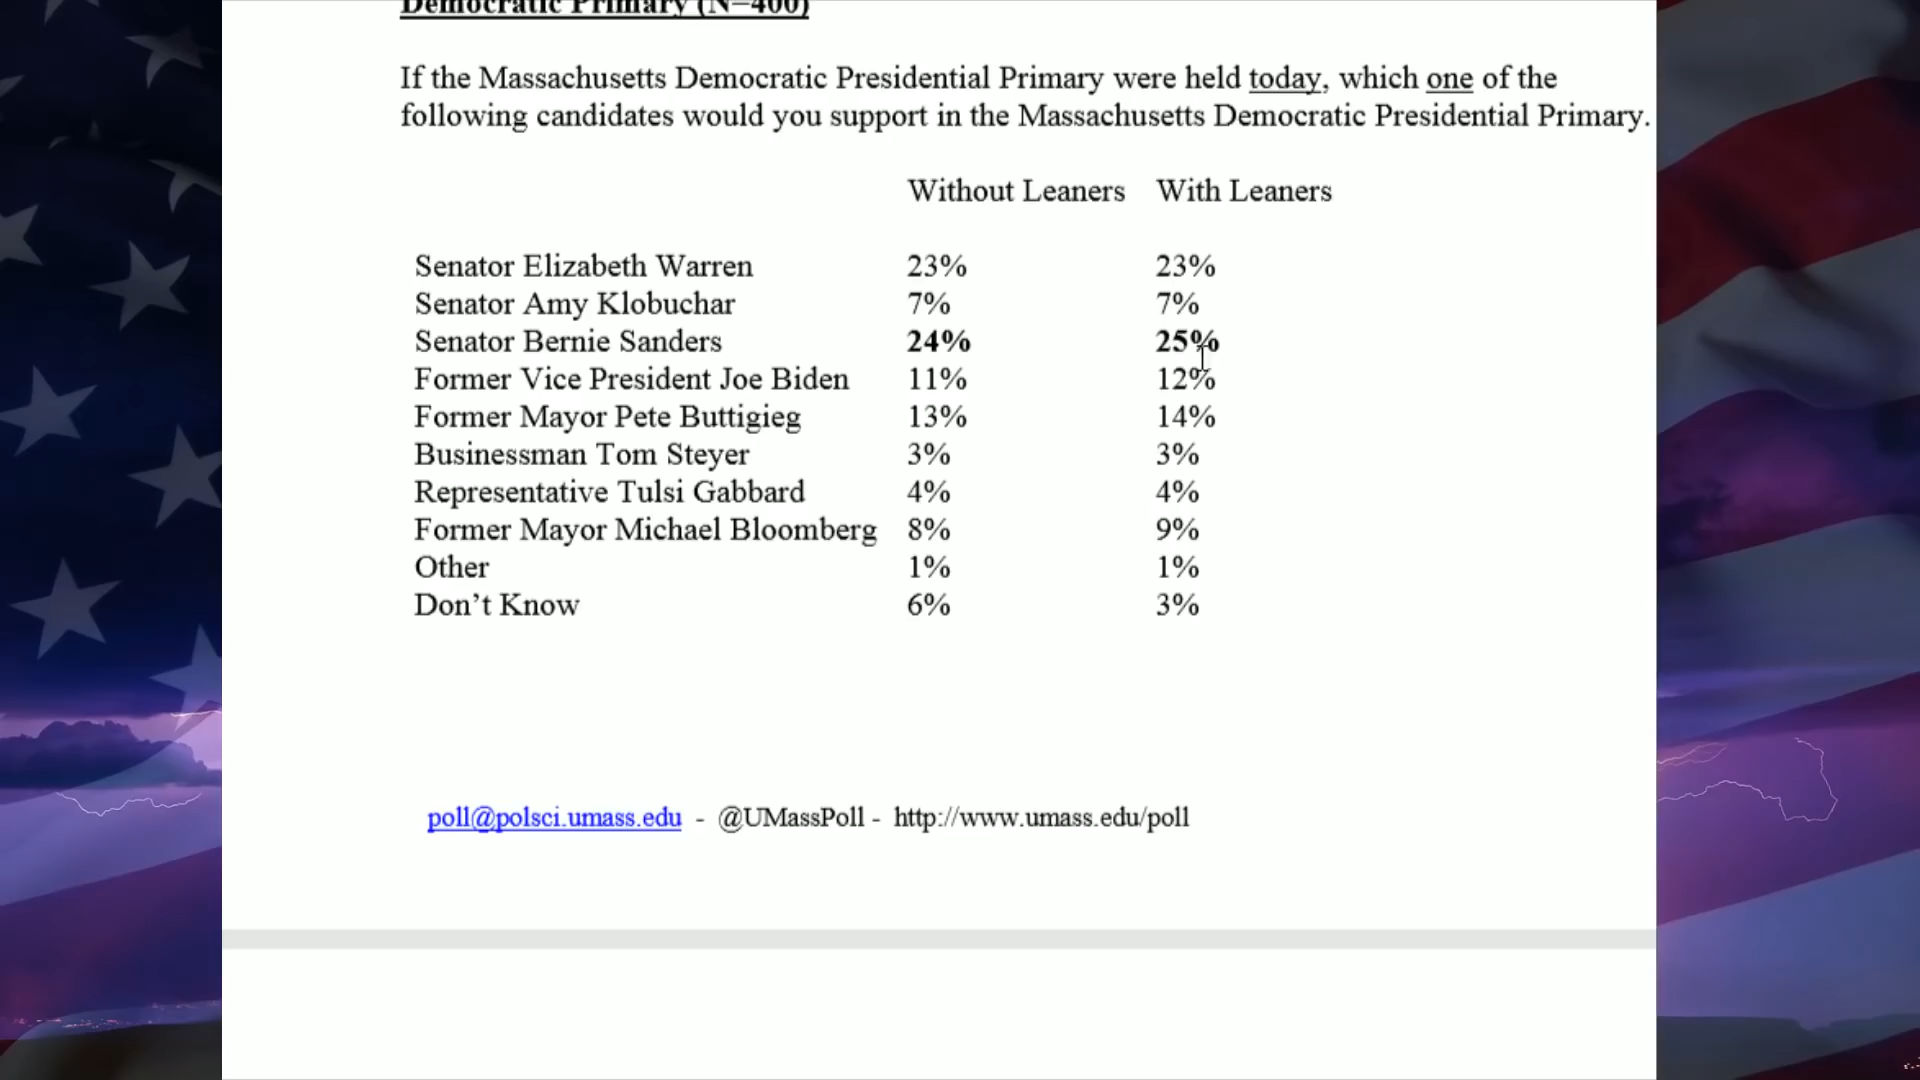 Democratic Primary (N=400)
If the Massachusetts Democratic Presidential Primary were held today, which one of the
following candidates would you support in the Massachusetts Democratic Presidential Primary.
Without Leaners With Leaners
Senator Elizabeth Warren 23% 23%
Senator Amy Klobuchar 7% 7%
Senator Bernie Sanders 24% 25%
Former Vice President Joe Biden 11% 12%
Former Mayor Pete Buttigieg 13% 14%
Businessman Tom Steyer 3% 3%
Representative Tulsi Gabbard 4% 4%
Former Mayor Michael Bloomberg 8% 9%
Other 1% 1%
Don’t Know 6% 3%
poll@polsci.umass.edu - @UMassPoll - http://www.umass.edu/poll